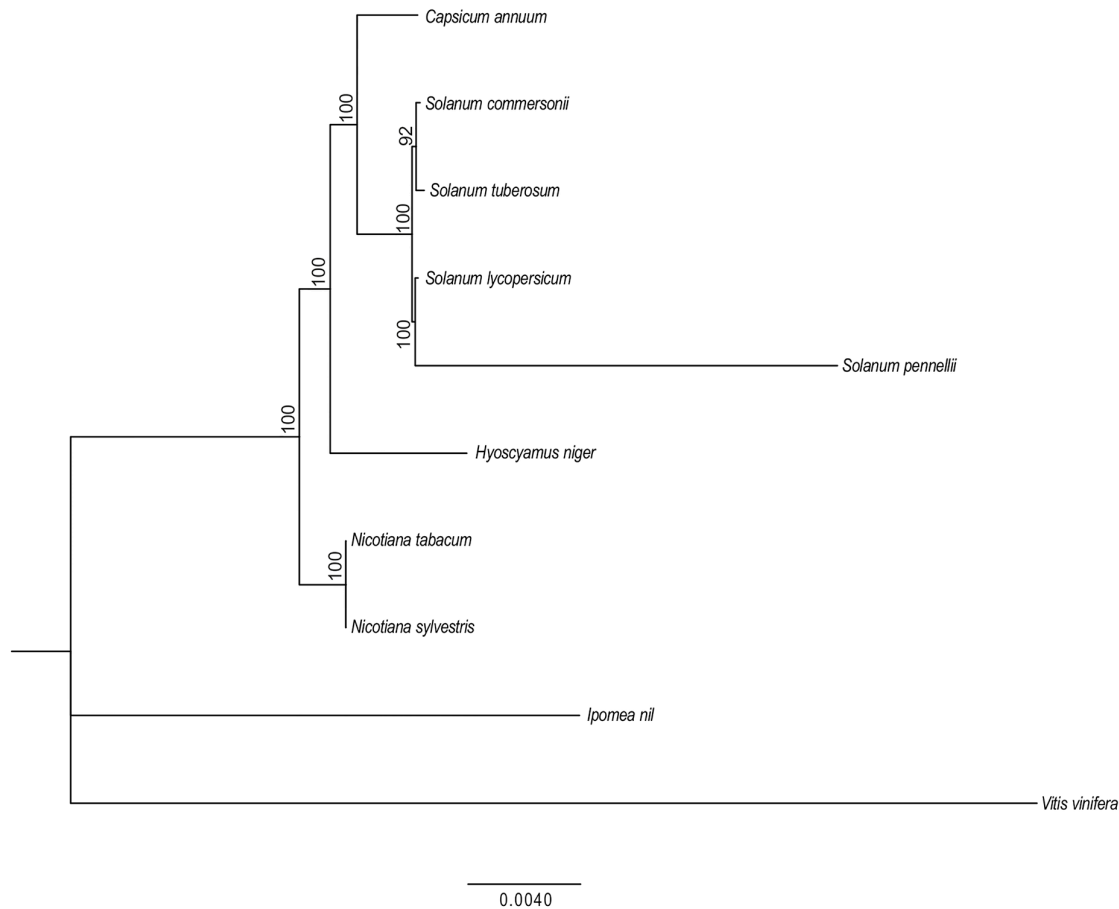 Capsicum annuum
100
Solanum commersonii
92
Solanum tuberosum
100
Solanum lycopersicum
100
100
Solanum pennellii
100
Hyoscyamus niger
Nicotiana tabacum
100
Nicotiana sylvestris
Ipomea nil
Vitis vinifera
0.0040